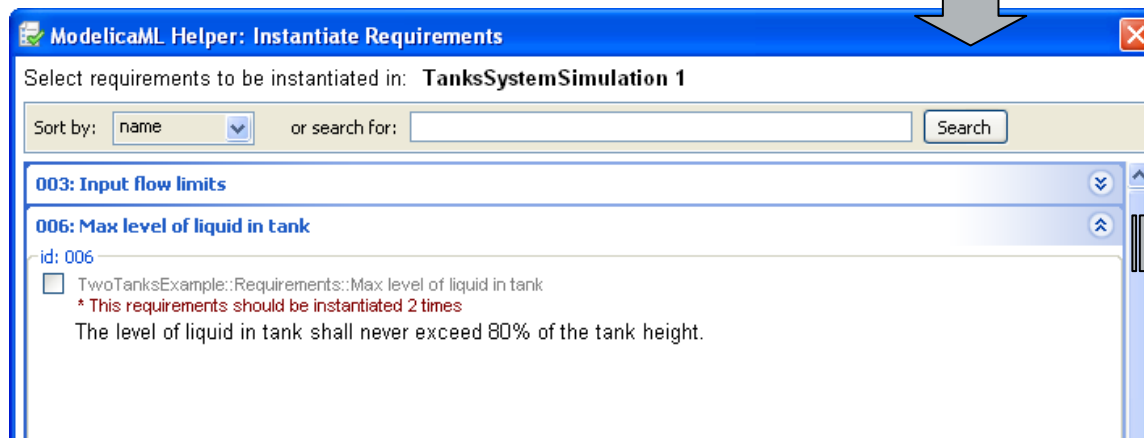 ModelicaML Helper: Instantiate Requirements
Select requirements to be instantiated in: TanksSystemSimulation 1
Sort by: name or search for: Search
003: Input flow limits
006: Max level of liquid in tank
id: 006
TwoTanksExample::Requirements::Max level of liquid in tank
* This requirements should be instantiated 2 times
The level of liquid in tank shall never exceed 80% of the tank height.